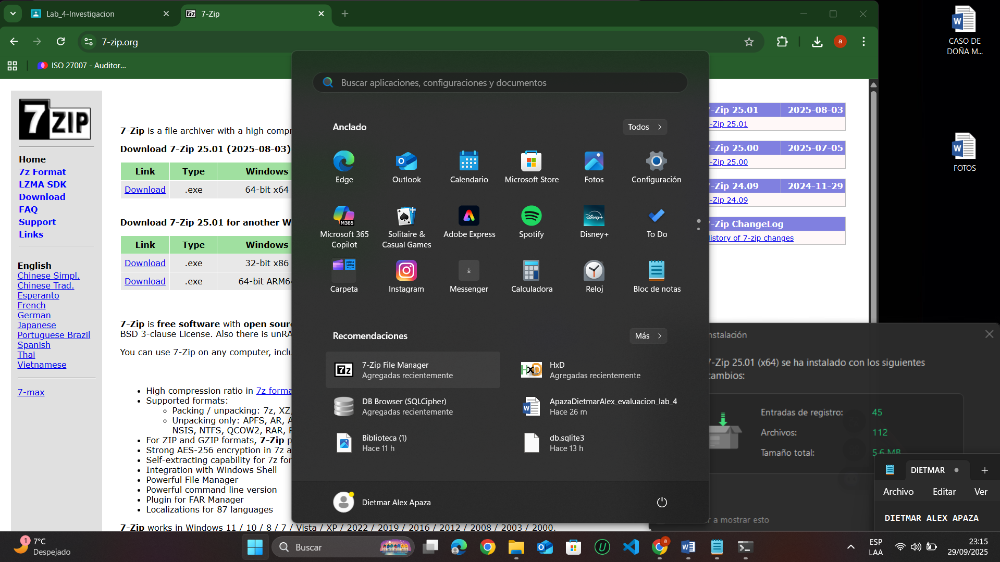 Lab_4-Investigacion
7-Zip
7-zip.org
a
ISO 27007 - Auditor...
CASO DE
DOÑA M...
FOTOS
7ZIP
Home
7z Format
LZMA SDK
Download
FAQ
Support
Links
English
Chinese Simpl.
Chinese Trad.
Esperanto
French
German
Japanese
Portuguese Brazil
Spanish
Thai
Vietnamese
7-max
7-Zip is a file archiver with a high compr
Download 7-Zip 25.01 (2025-08-03)
Link Type Windows
Download .exe 64-bit x64
Download 7-Zip 25.01 for another W
Link Type Windows
Download .exe 32-bit x86
Download .exe 64-bit ARM64
7-Zip is free software with open sour
BSD 3-clause License. Also there is unRA
You can use 7-Zip on any computer, inclu
High compression ratio in 7z forma
Supported formats:
Packing / unpacking: 7z, XZ
Unpacking only: APFS, AR, A
NSIS, NTFS, QCOW2, RAR, R
For ZIP and GZIP formats, 7-Zip p
Strong AES-256 encryption in 7z a
Self-extracting capability for 7z for
Integration with Windows Shell
Powerful File Manager
Powerful command line version
Plugin for FAR Manager
Localizations for 87 languages
7-Zip works in Windows 11 / 10 / 8 / 7 / Vista / XP / 2022 / 2019 / 2016 / 2012 / 2008 / 2003 / 2000.
Buscar aplicaciones, configuraciones y documentos
Anclado
Todos
Edge
Outlook
Calendario
Microsoft Store
Fotos
Configuración
M365
Microsoft 365
Copilot
Solitaire &
Casual Games
Adobe Express
Disney+
Spotify
Disney+
To Do
prime video
Carpeta
Instagram
Messenger
Calculadora
Reloj
Bloc de notas
Recomendaciones
Más
7z
7-Zip File Manager
Agregadas recientemente
HxD
HxD
Agregadas recientemente
DB Browser (SQLCipher)
Agregadas recientemente
ApazaDietmarAlex_evaluacion_lab_4
Hace 26 m
Biblioteca (1)
Hace 11 h
db.sqlite3
Hace 13 h
Dietmar Alex Apaza
-Zip 25.01 2025-08-03
-Zip 25.01
-Zip 25.00 2025-07-05
-Zip 25.00
-Zip 24.09 2024-11-29
-Zip 24.09
-Zip ChangeLog
istory of 7-zip changes
nstalación
7-Zip 25.01 (x64) se ha instalado con los siguientes
cambios:
Entradas de registro: 45
Archivos: 112
Tamaño total: 5.6 MB
r a mostrar esto
DIETMAR
Archivo Editar Ver
DIETMAR ALEX APAZA
1
7°C
Despejado
Buscar
a
ESP
LAA
23:15
29/09/2025